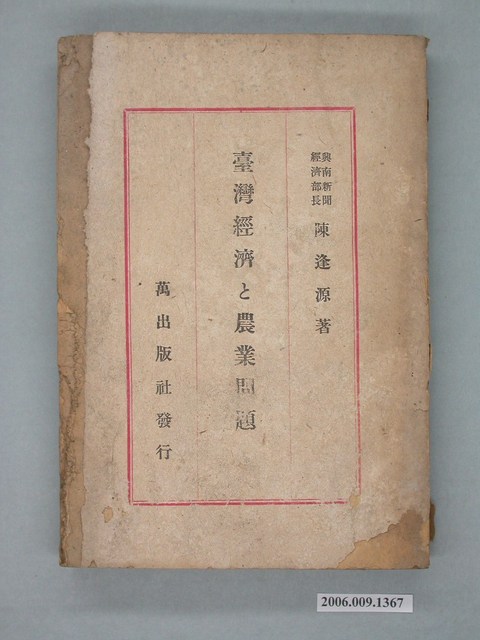 興南新聞
經濟部長
陳逢源著
臺灣經濟と農業問題
萬出版社發行
2006.009.1367